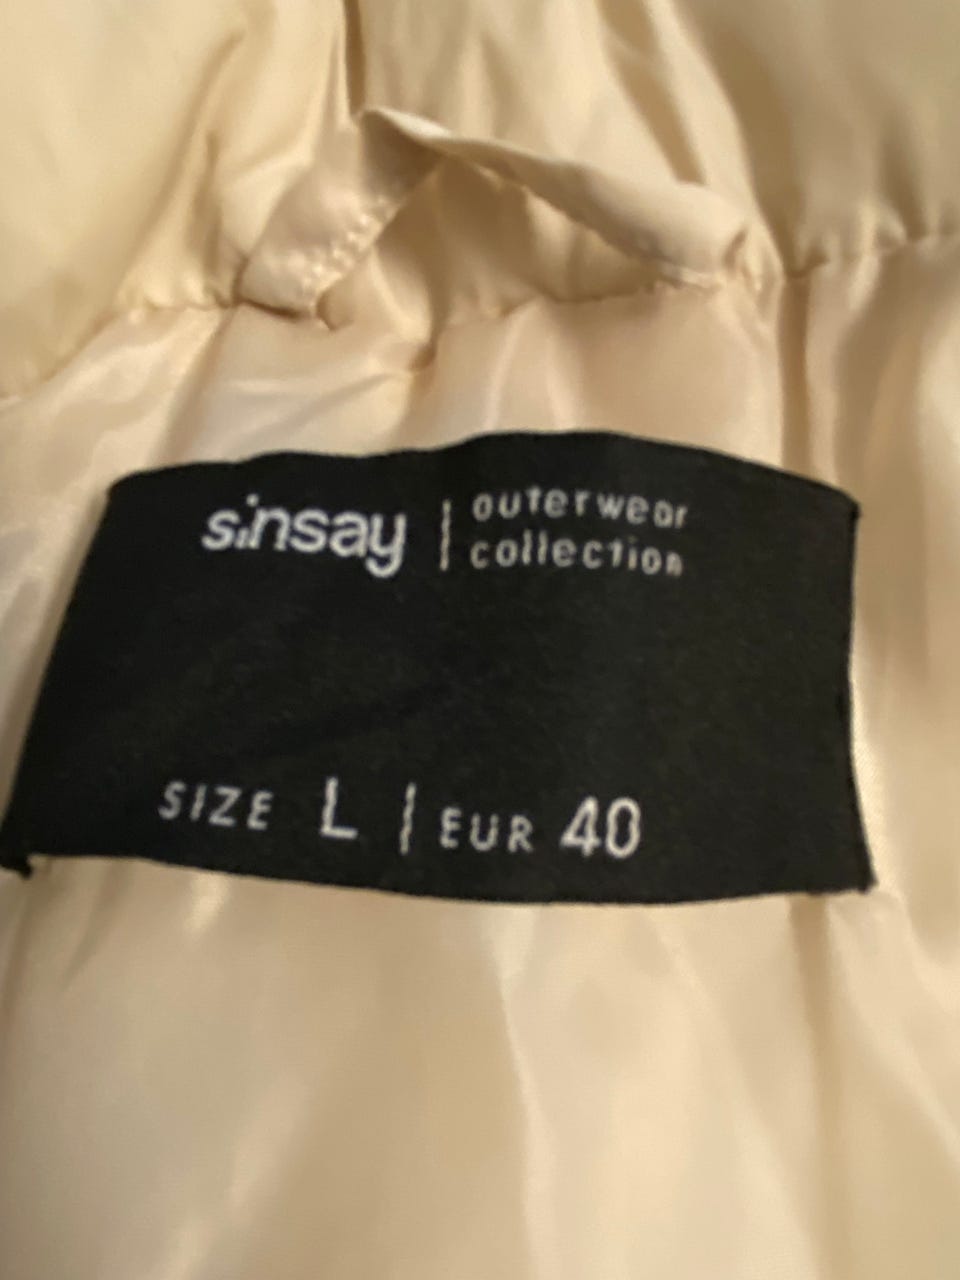 sinsay | outerwear
collection
SIZE L | EUR 40